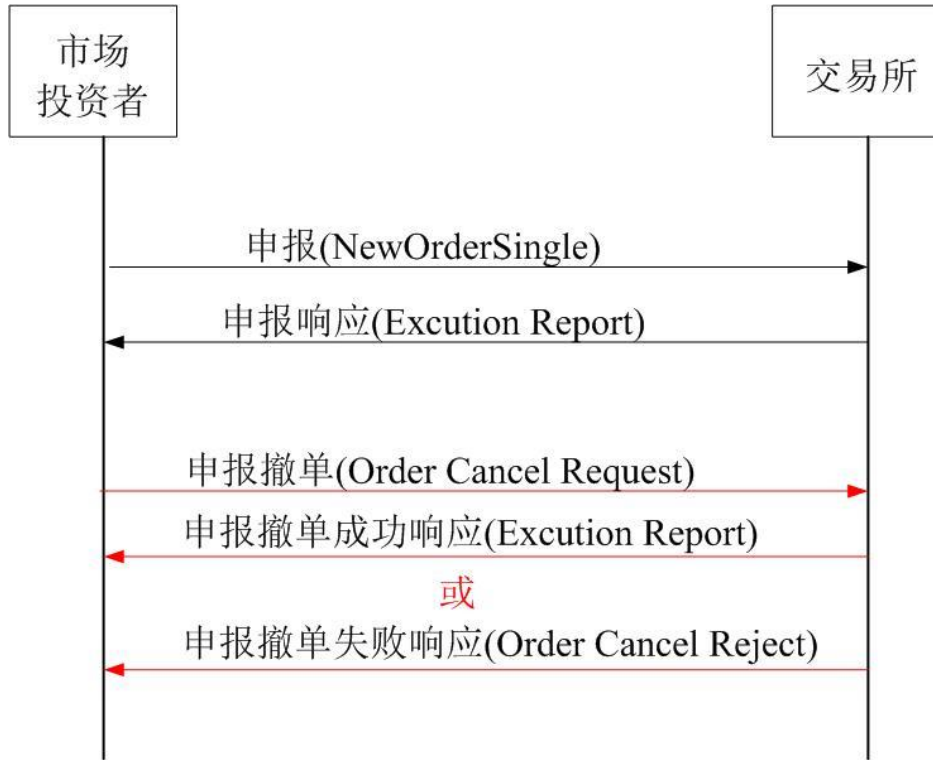 市场
投资者
交易所
申报(NewOrderSingle)
申报响应(Excution Report)
申报撤单(Order Cancel Request)
申报撤单成功响应(Excution Report)
或
申报撤单失败响应(Order Cancel Reject)